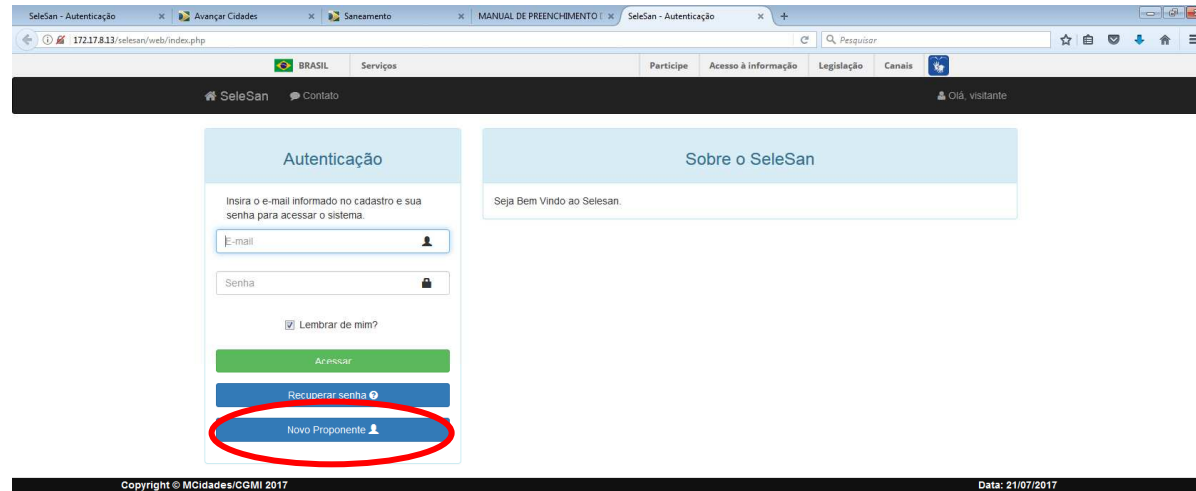 SeleSan - Autenticação
Avançar Cidades
Saneamento
MANUAL DE PREENCHIMENTO
SeleSan - Autenticação
172.17.8.13/selesan/web/index.php
Pesquisar
BRASIL Serviços Participe Acesso à informação Legislação Canais
SeleSan Contato Olá, visitante
Autenticação
Insira o e-mail informado no cadastro e sua
senha para acessar o sistema.
E-mail
Senha
Lembrar de mim?
Acessar
Recuperar senha
Novo Proponente
Sobre o SeleSan
Seja Bem Vindo ao Selesan.
Copyright © MCidades/CGMI 2017 Data: 21/07/2017